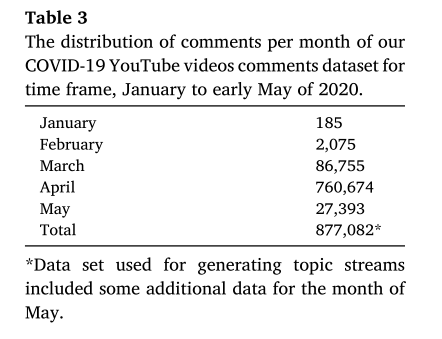 Table 3
The distribution of comments per month of our
COVID-19 YouTube videos comments dataset for
time frame, January to early May of 2020.
January 185
February 2,075
March 86,755
April 760,674
May 27,393
Total 877,082*
*Data set used for generating topic streams
included some additional data for the month of
May.